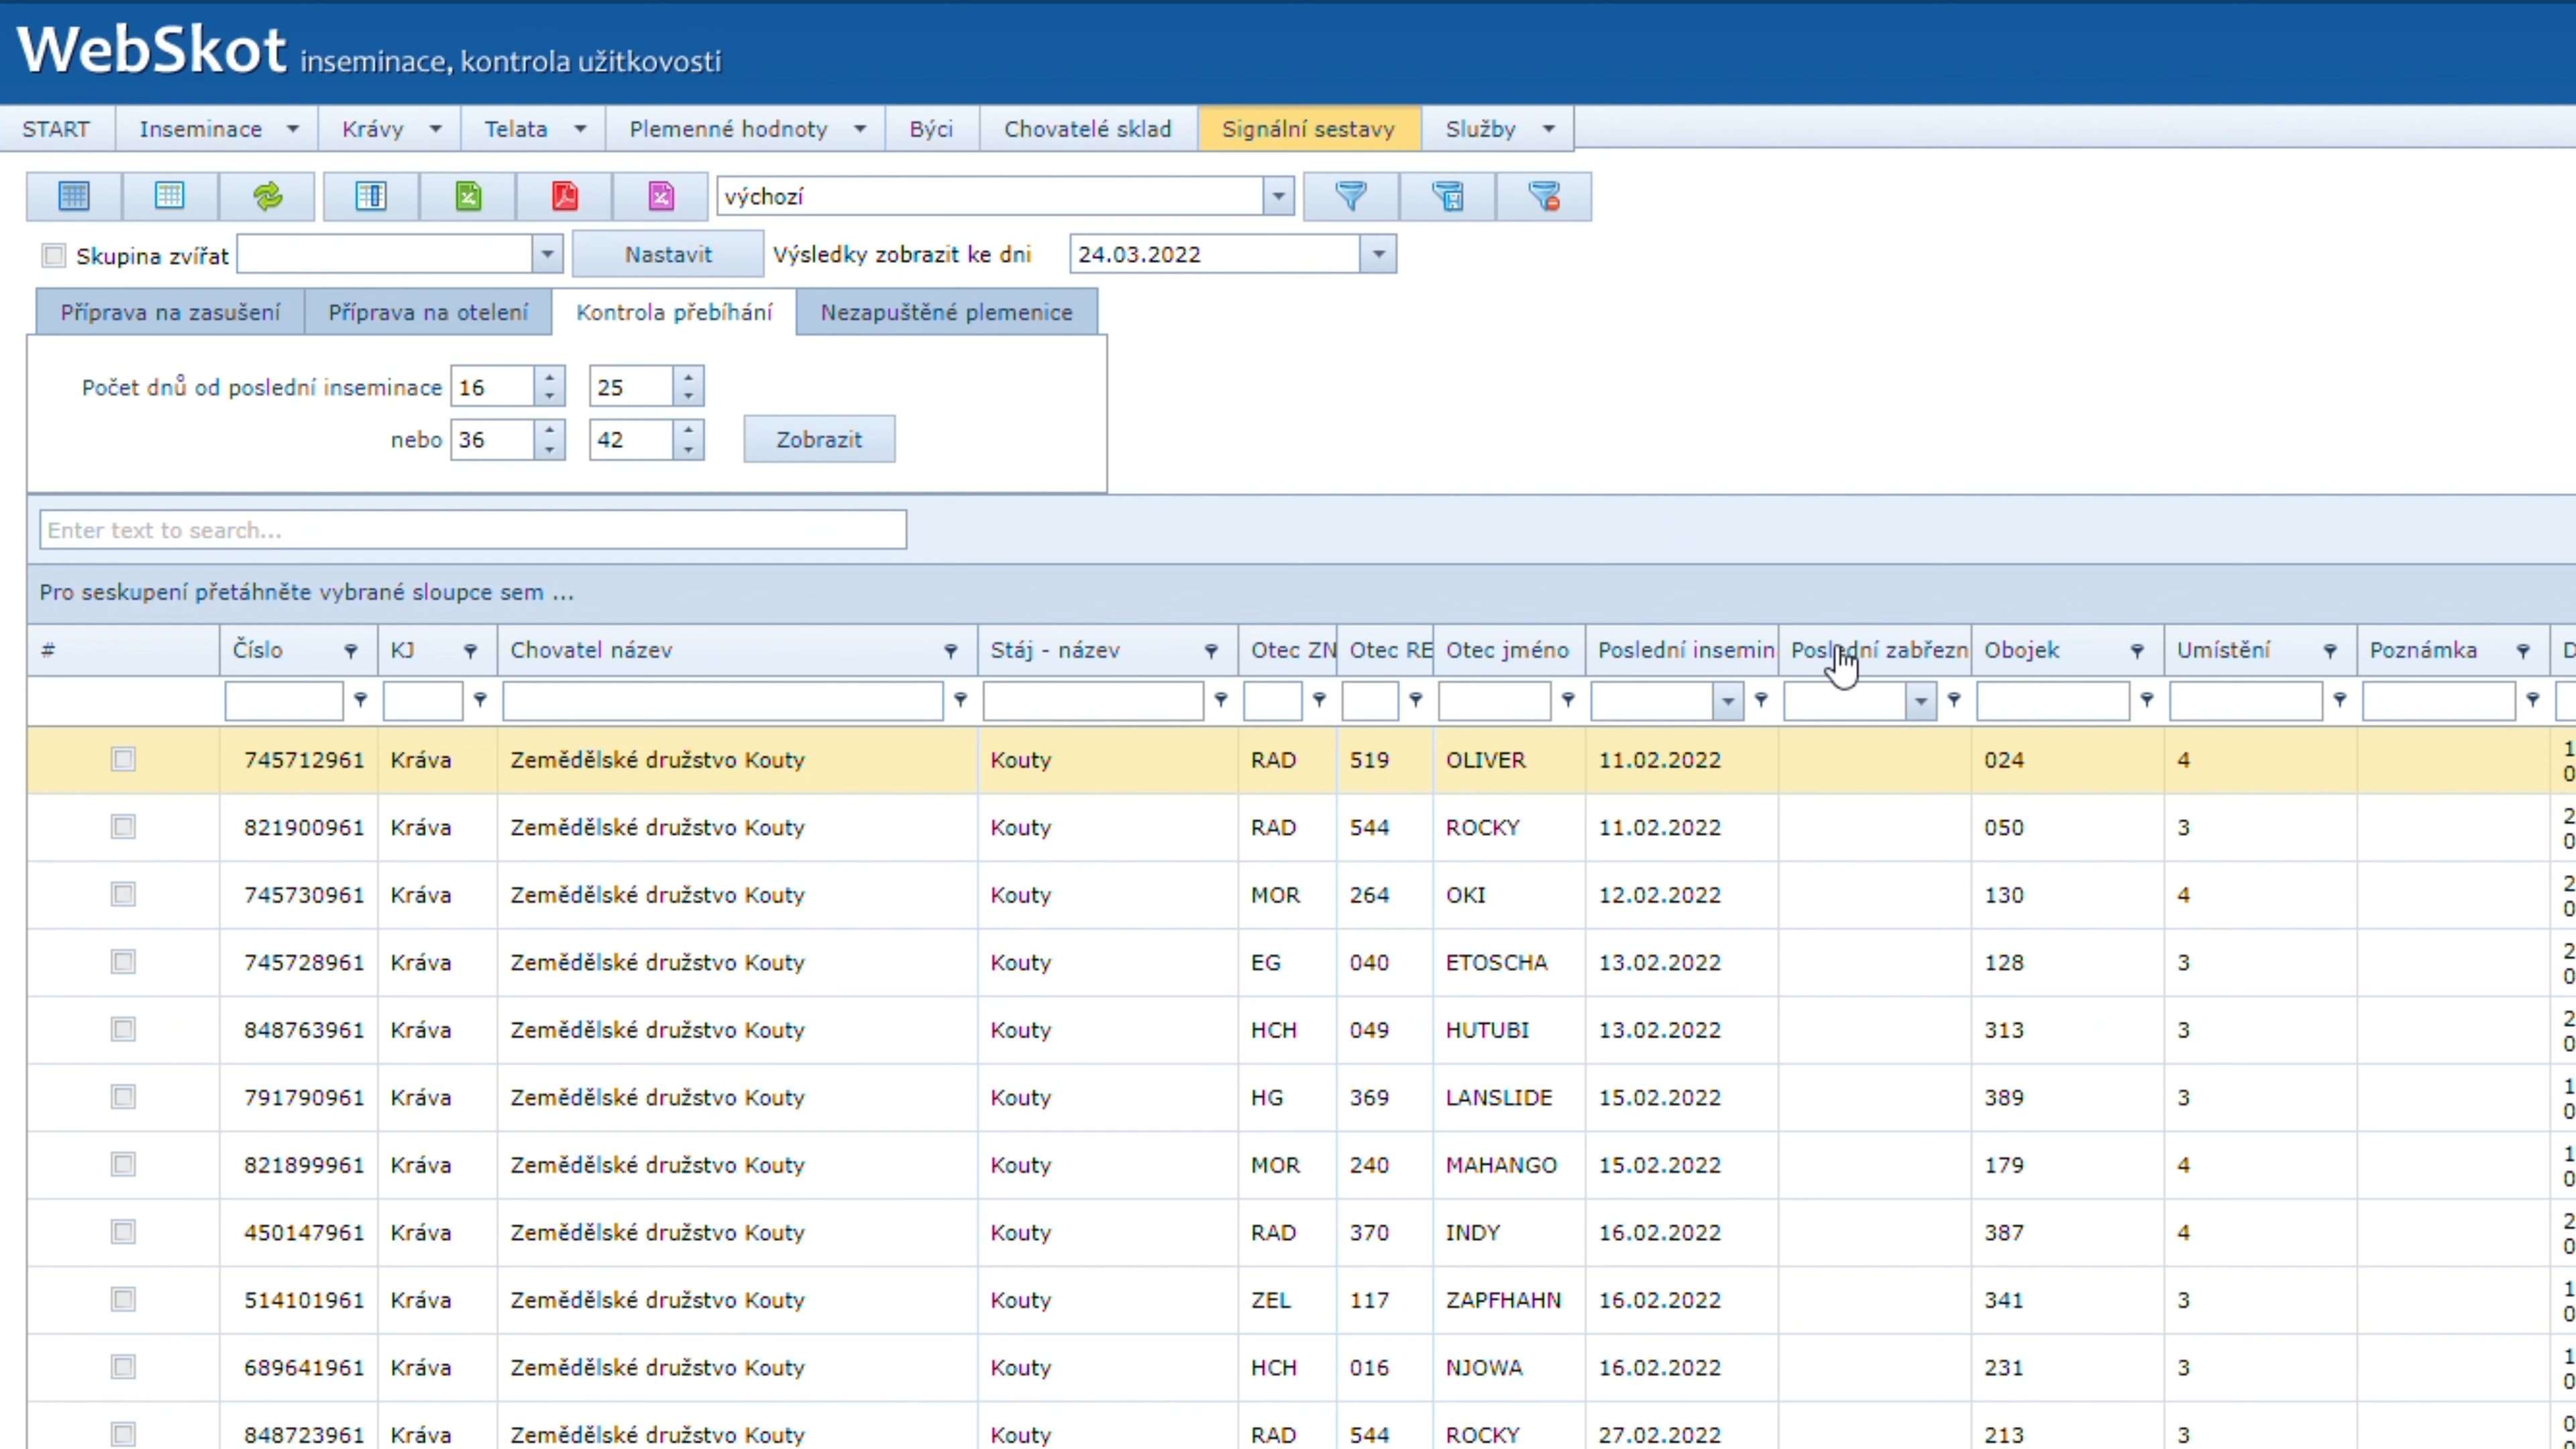 WebSkot inseminace, kontrola užitkovosti
START Inseminace Krávy Telata Plemenné hodnoty Býci Chovatelé sklad Signální sestavy Služby
výchozí
Skupina zvířat Nastavit Výsledky zobrazit ke dni 24.03.2022
Příprava na zasušení Příprava na otelení Kontrola přebíhání Nezapuštěné plemenice
Počet dnů od poslední inseminace 16 25
nebo 36 42 Zobrazit
Enter text to search...
Pro seskupení přetáhněte vybrané sloupce sem ...
# Číslo KJ Chovatel název Stáj - název Otec ZN Otec RE Otec jméno Poslední insemin Poslední zabřezn Obojek Umístění Poznámka D
745712961 Kráva Zemědělské družstvo Kouty Kouty RAD 519 OLIVER 11.02.2022 024 4
821900961 Kráva Zemědělské družstvo Kouty Kouty RAD 544 ROCKY 11.02.2022 050 3
745730961 Kráva Zemědělské družstvo Kouty Kouty MOR 264 OKI 12.02.2022 130 4
745728961 Kráva Zemědělské družstvo Kouty Kouty EG 040 ETOSCHA 13.02.2022 128 3
848763961 Kráva Zemědělské družstvo Kouty Kouty HCH 049 HUTUBI 13.02.2022 313 3
791790961 Kráva Zemědělské družstvo Kouty Kouty HG 369 LANSLIDE 15.02.2022 389 3
821899961 Kráva Zemědělské družstvo Kouty Kouty MOR 240 MAHANGO 15.02.2022 179 4
450147961 Kráva Zemědělské družstvo Kouty Kouty RAD 370 INDY 16.02.2022 387 4
514101961 Kráva Zemědělské družstvo Kouty Kouty ZEL 117 ZAPFHAHN 16.02.2022 341 3
689641961 Kráva Zemědělské družstvo Kouty Kouty HCH 016 NJOWA 16.02.2022 231 3
848723961 Kráva Zemědělské družstvo Kouty Kouty RAD 544 ROCKY 27.02.2022 213 3